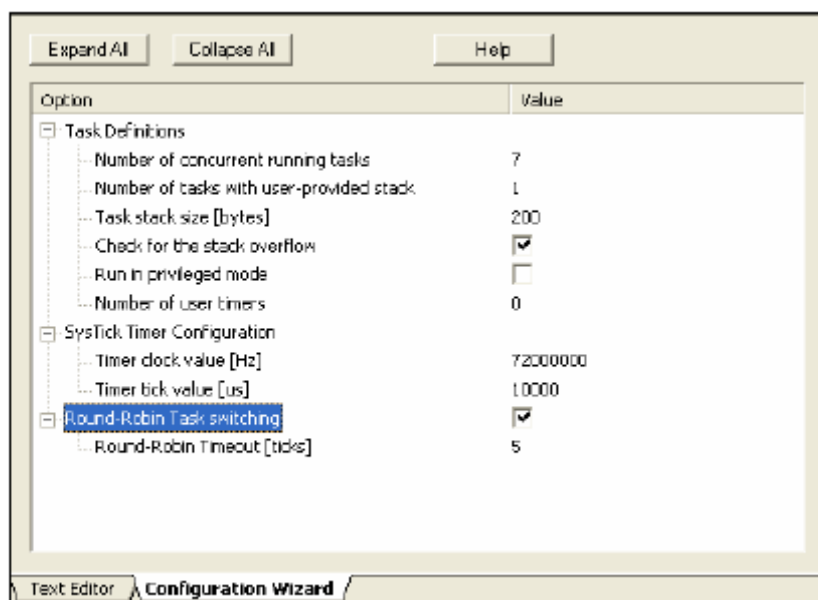 Expand All Collapse All Help
Option Value
Task Definitions
Number of concurrent running tasks 7
Number of tasks with user-provided stack 1
Task stack size [bytes] 200
Check for the stack overflow
Run in privileged mode
Number of user timers 0
SysTick Timer Configuration
Timer clock value [Hz] 72000000
Timer tick value [us] 10000
Round-Robin Task switching
Round-Robin Timeout [ticks] 5
Text Editor Configuration Wizard